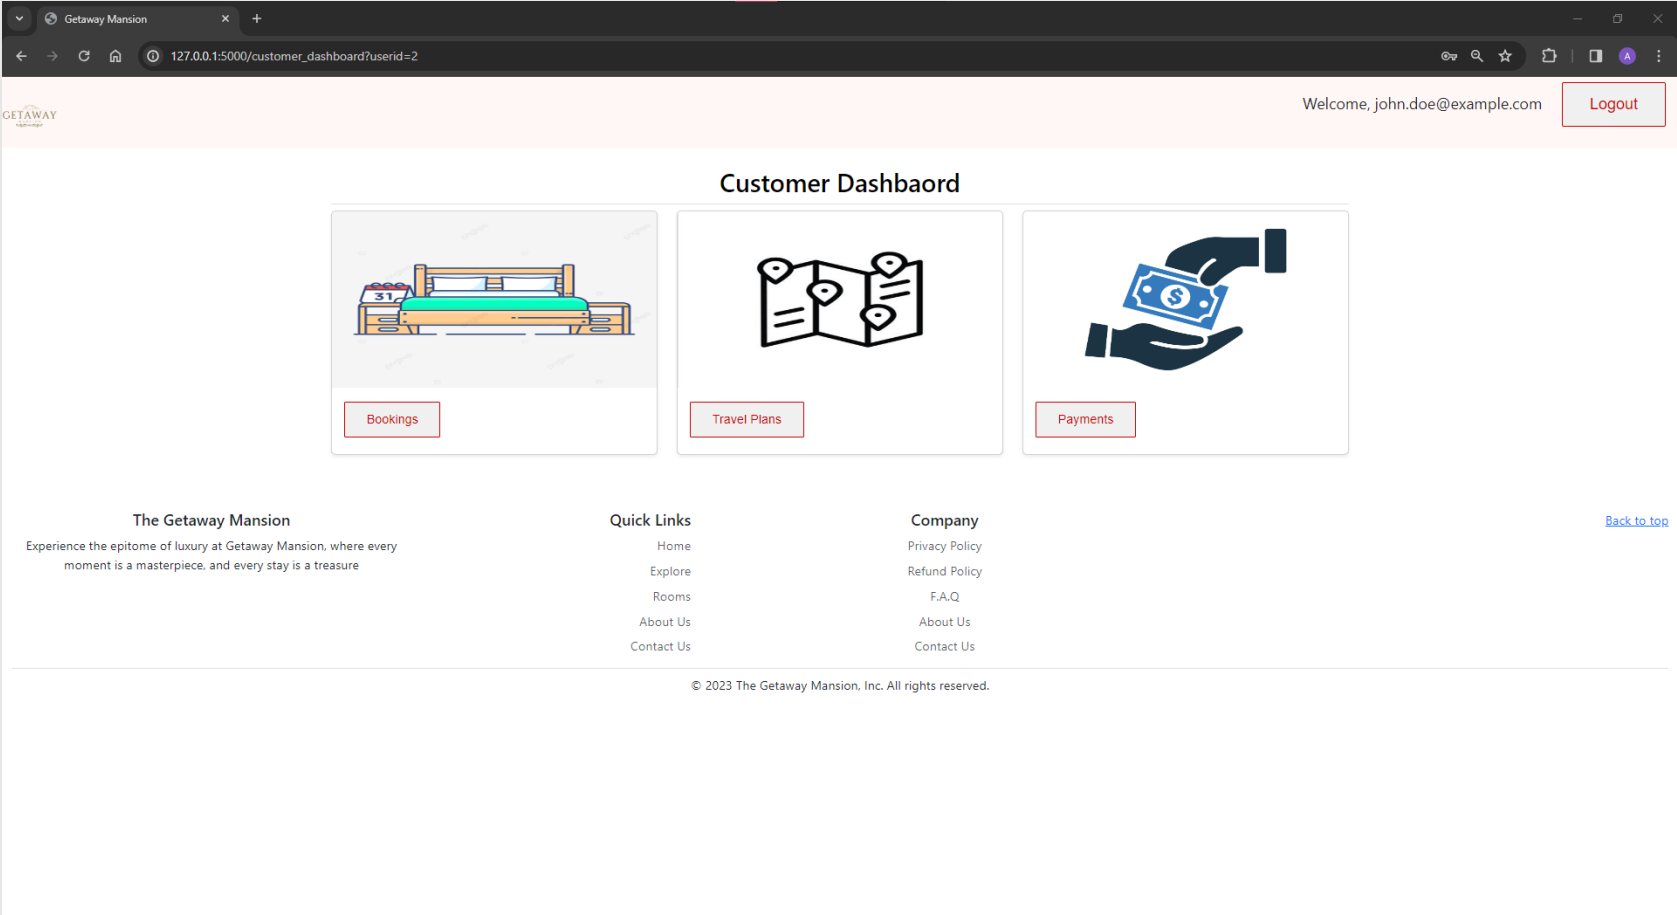 Getaway Mansion
127.0.0.1:5000/customer_dashboard?userid=2
A
GETAWAY
Welcome, john.doe@example.com
Logout
Customer Dashbaord
31
$
Bookings
Travel Plans
Payments
The Getaway Mansion
Experience the epitome of luxury at Getaway Mansion, where every
moment is a masterpiece, and every stay is a treasure
Quick Links
Home
Explore
Rooms
About Us
Contact Us
Company
Privacy Policy
Refund Policy
F.A.Q
About Us
Contact Us
Back to top
© 2023 The Getaway Mansion, Inc. All rights reserved.